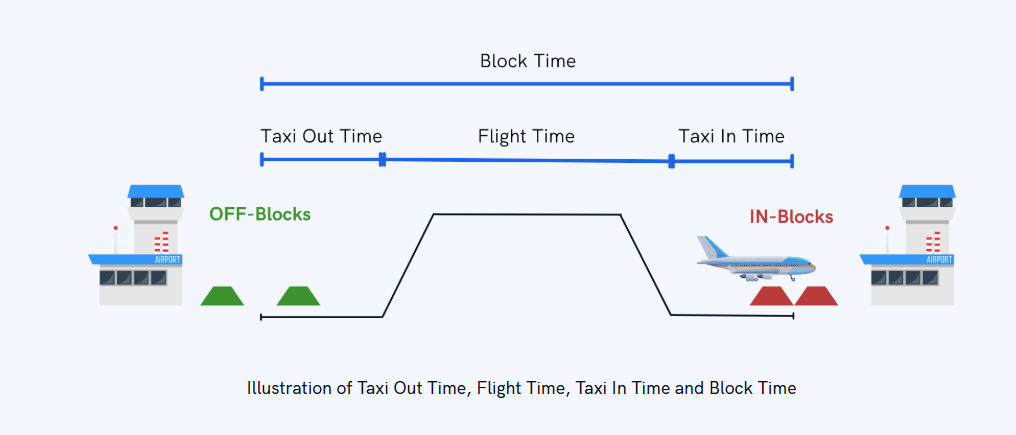 Block Time
Taxi Out Time
Flight Time
Taxi In Time
OFF-Blocks
IN-Blocks
AIRPORT
AIRPORT
Illustration of Taxi Out Time, Flight Time, Taxi In Time and Block Time